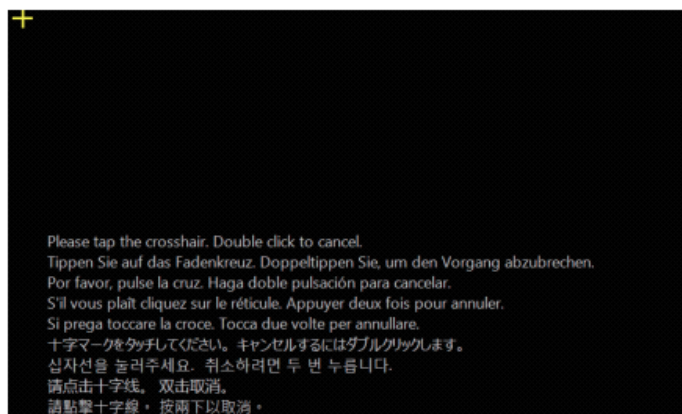 Please tap the crosshair. Double click to cancel.
Tippen Sie auf das Fadenkreuz. Doppeltippen Sie, um den Vorgang abzubrechen.
Por favor, pulse la cruz. Haga doble pulsación para cancelar.
S'il vous plaît cliquez sur le réticule. Appuyer deux fois pour annuler.
Si prega toccare la croce. Tocca due volte per annullare.
十字マークをタッチしてください。キャンセルするにはダブルクリックします。
십자선을 눌러주세요. 취소하려면 두 번 누릅니다.
请点击十字线。 双击取消。
請點擊十字線。按兩下以取消。